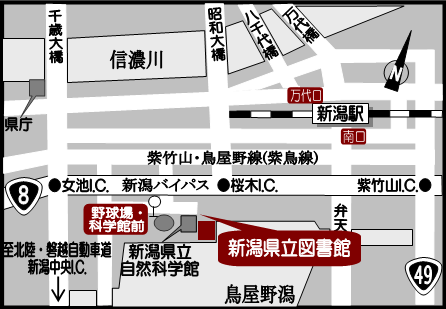 千歳大橋
昭和大橋
八千代橋
万代橋
信濃川
N
万代口
県庁
新潟駅
南口
紫竹山・鳥屋野線(紫鳥線)
8
女池I.C.
新潟バイパス
桜木I.C.
紫竹山I.C.
野球場・
科学館前
弁天
至北陸・磐越自動車道
新潟中央I.C.
新潟県立
自然科学館
新潟県立図書館
鳥屋野潟
49